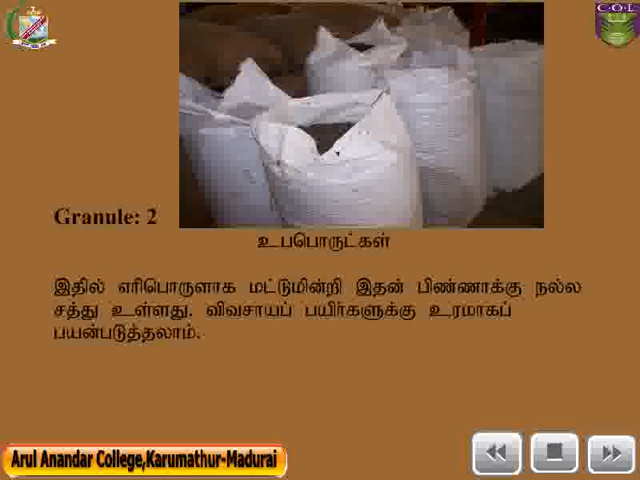 C.O.L
Granule: 2
உபபொருட்கள்
இதில் எரிபொருளாக மட்டுமின்றி இதன் பிண்ணாக்கு நல்ல
சத்து உள்ளது. விவசாயப் பயிர்களுக்கு உரமாகப்
பயன்படுத்தலாம்.
Arul Anandar College,Karumathur-Madurai